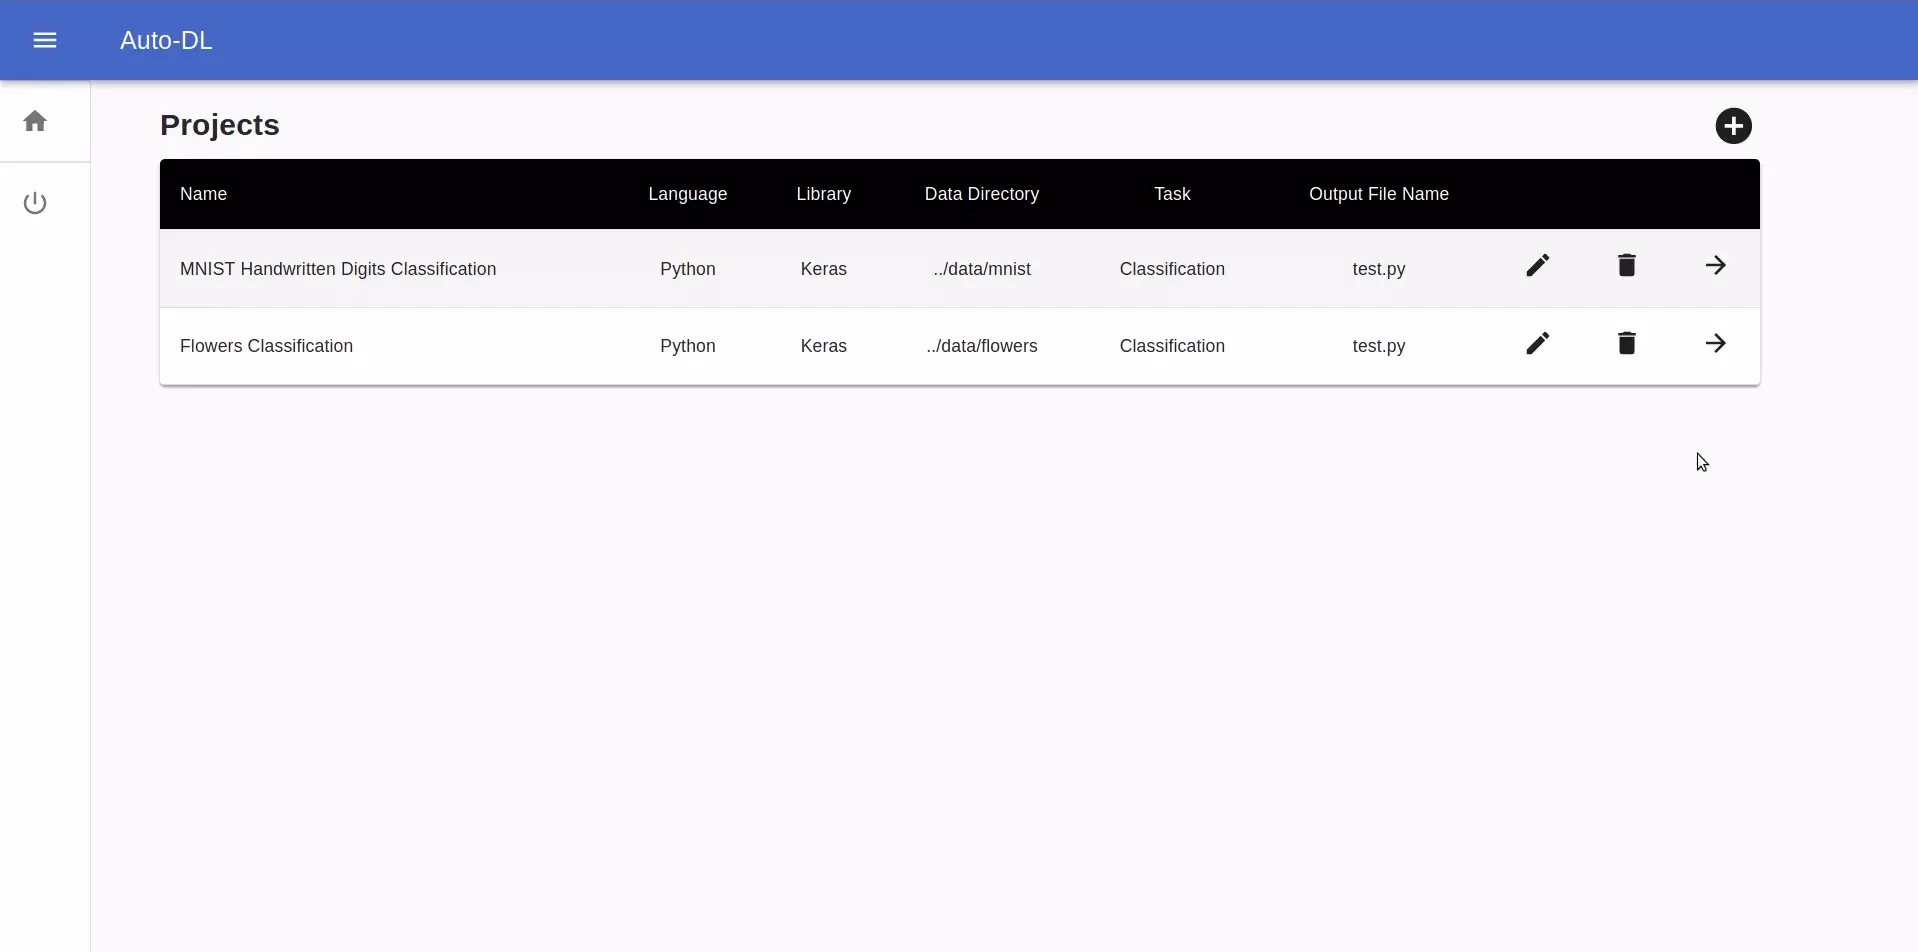 Auto-DL
Projects
Name Language Library Data Directory Task Output File Name
MNIST Handwritten Digits Classification Python Keras ../data/mnist Classification test.py
Flowers Classification Python Keras ../data/flowers Classification test.py